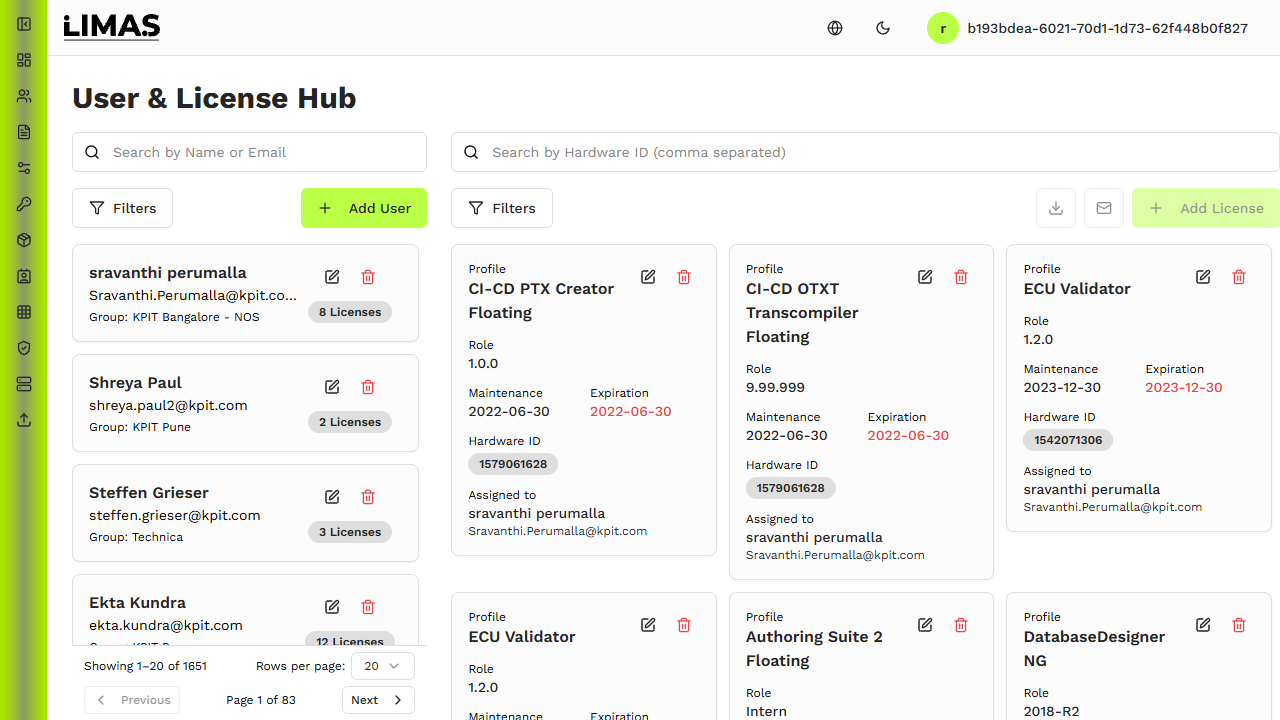 LIMAS
r
b193bdea-6021-70d1-1d73-62f448b0f827
User & License Hub
Search by Name or Email
Search by Hardware ID (comma separated)
Filters
Add User
Filters
Add License
sravanthi perumalla
Sravanthi.Perumalla@kpit.co...
Group: KPIT Bangalore - NOS
8 Licenses
Shreya Paul
shreya.paul2@kpit.com
Group: KPIT Pune
2 Licenses
Steffen Grieser
steffen.grieser@kpit.com
Group: Technica
3 Licenses
Ekta Kundra
ekta.kundra@kpit.com
12 Licenses
Showing 1–20 of 1651
Rows per page:
20
Previous
Page 1 of 83
Next
Profile
CI-CD PTX Creator
Floating
Role
1.0.0
Maintenance
Expiration
2022-06-30
2022-06-30
Hardware ID
1579061628
Assigned to
sravanthi perumalla
Sravanthi.Perumalla@kpit.com
Profile
CI-CD OTXT
Transcompiler
Floating
Role
9.99.999
Maintenance
Expiration
2022-06-30
2022-06-30
Hardware ID
1579061628
Assigned to
sravanthi perumalla
Sravanthi.Perumalla@kpit.com
Profile
ECU Validator
Role
1.2.0
Maintenance
Expiration
2023-12-30
2023-12-30
Hardware ID
1542071306
Assigned to
sravanthi perumalla
Sravanthi.Perumalla@kpit.com
Profile
ECU Validator
Role
1.2.0
Maintenance
Expiration
Profile
Authoring Suite 2
Floating
Role
Intern
Profile
DatabaseDesigner
NG
Role
2018-R2